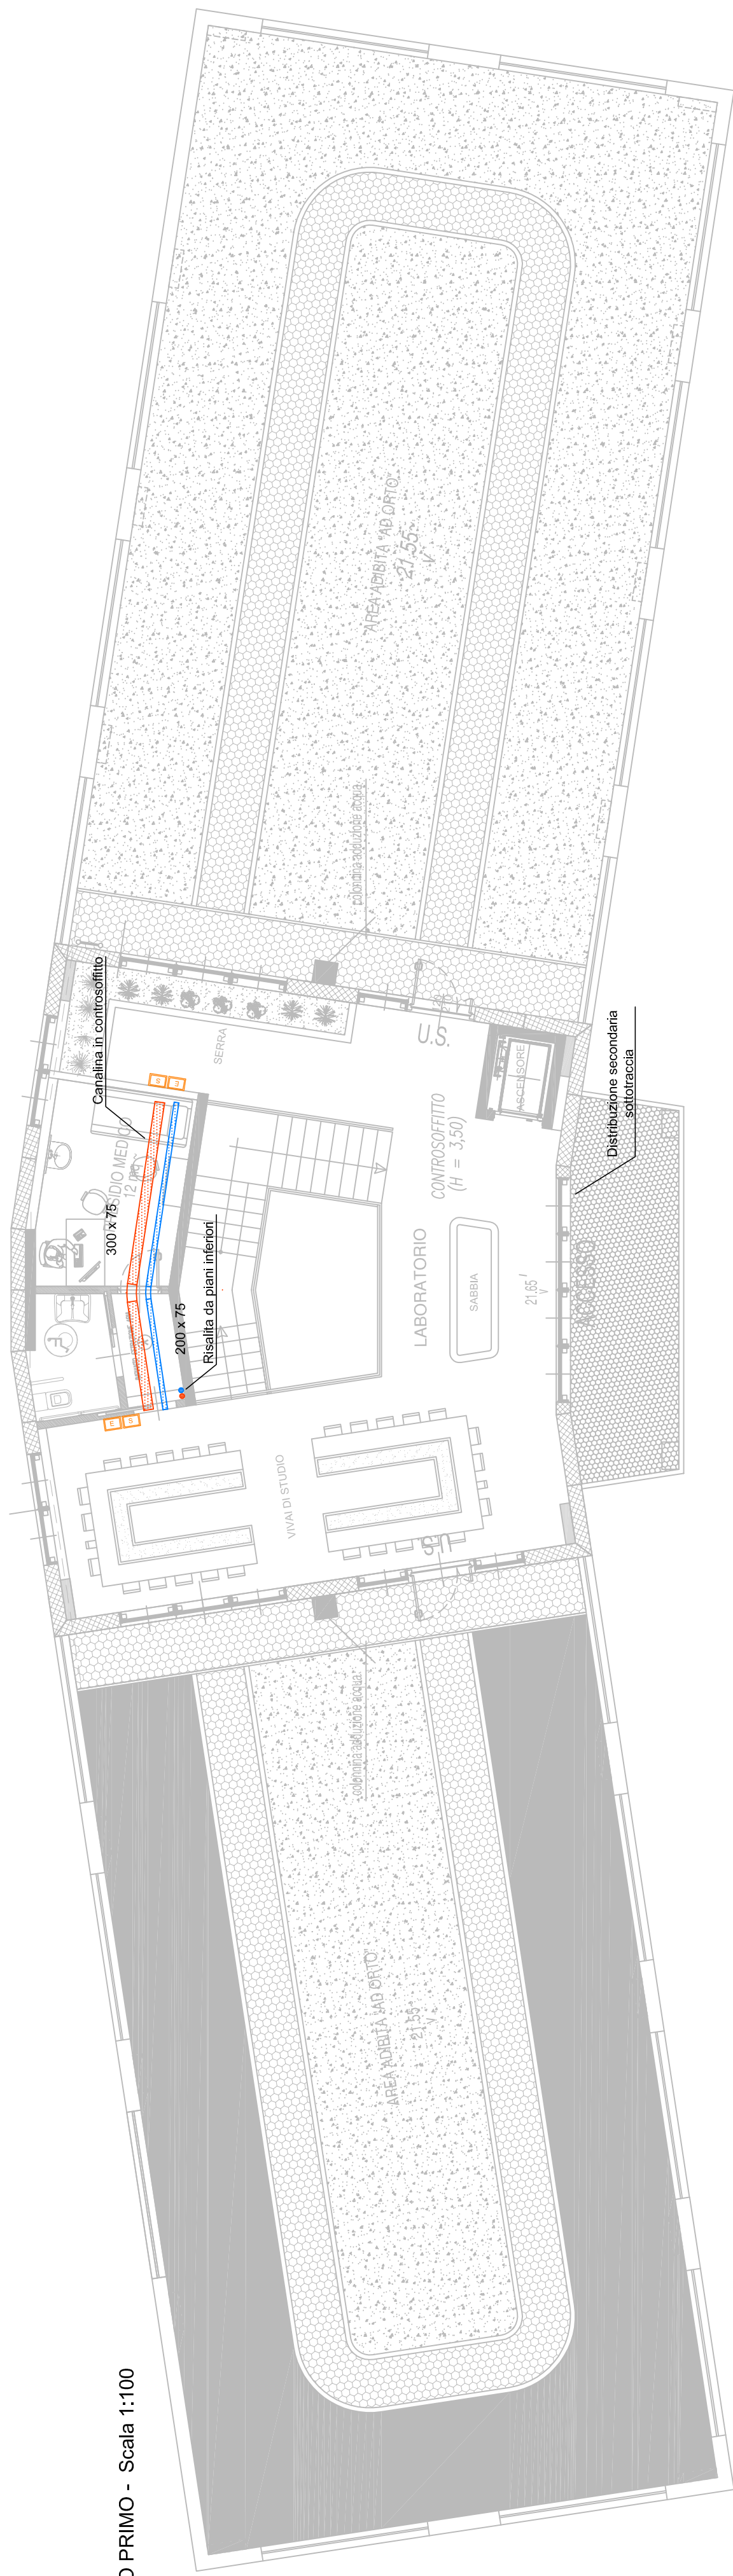 AREA ADIBITA "AD ORTO"
21.55
V
colonnina adduzione acqua
Canalina in controsoffitto
SERRA
U.S.
ASCENSORE
E
S
12 mq
300 x 75
CONTROSOFFITTO
(H = 3,50)
Distribuzione secondaria
sottotraccia
LABORATORIO
SABBIA
21.65
V
ACCESSO
200 x 75
Risalita da piani inferiori
E
S
VIVAI DI STUDIO
U.S.
colonnina adduzione acqua
AREA ADIBITA "AD ORTO"
21.55
V
O PRIMO - Scala 1:100